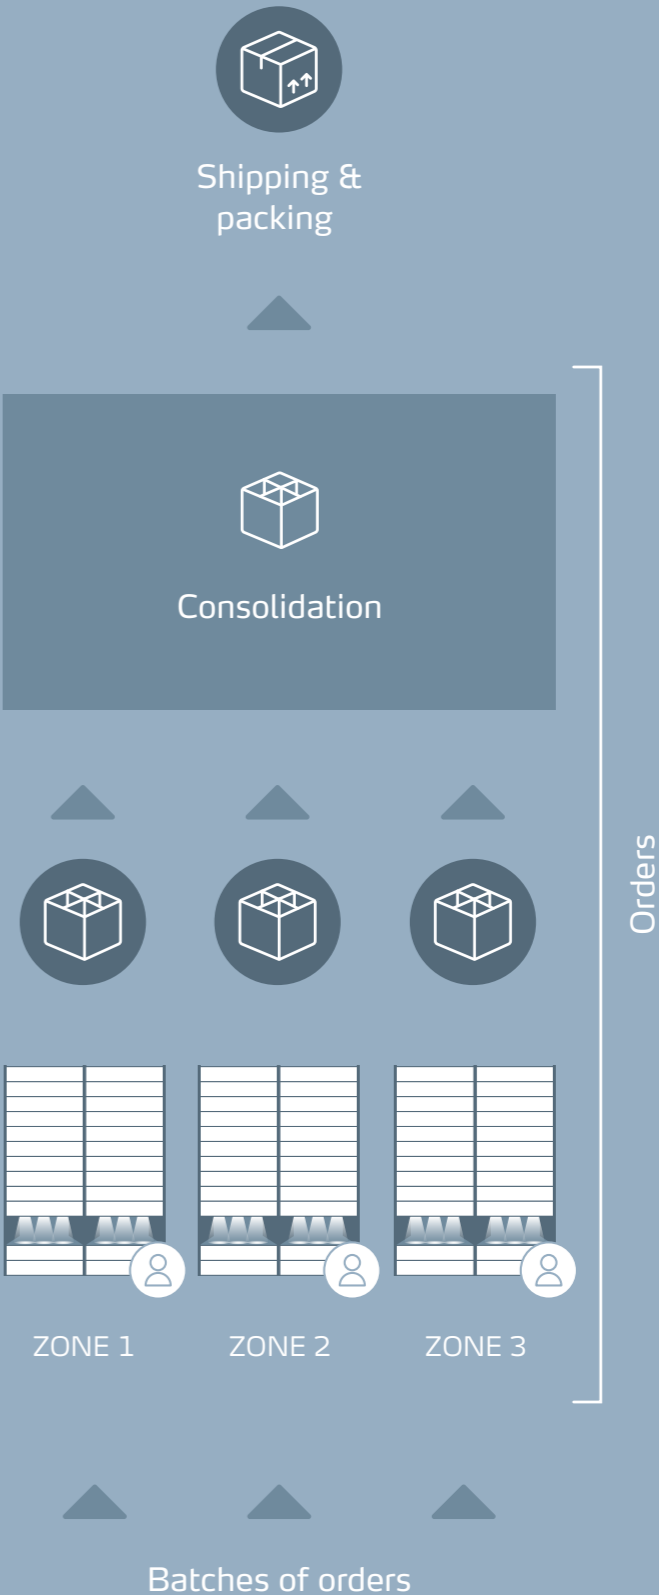 Shipping &
packing
Consolidation
Orders
ZONE 1
ZONE 2
ZONE 3
Batches of orders